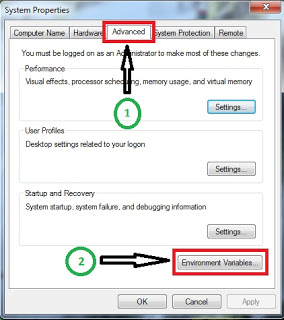 System Properties
Computer Name Hardware Advanced System Protection Remote
You must be logged on as an Administrator to make most of these changes.
Performance
Visual effects, processor scheduling, memory usage, and virtual memory
Settings...
1
User Profiles
Desktop settings related to your logon
Settings...
Startup and Recovery
System startup, system failure, and debugging information
Settings...
2
Environment Variables...
OK Cancel Apply